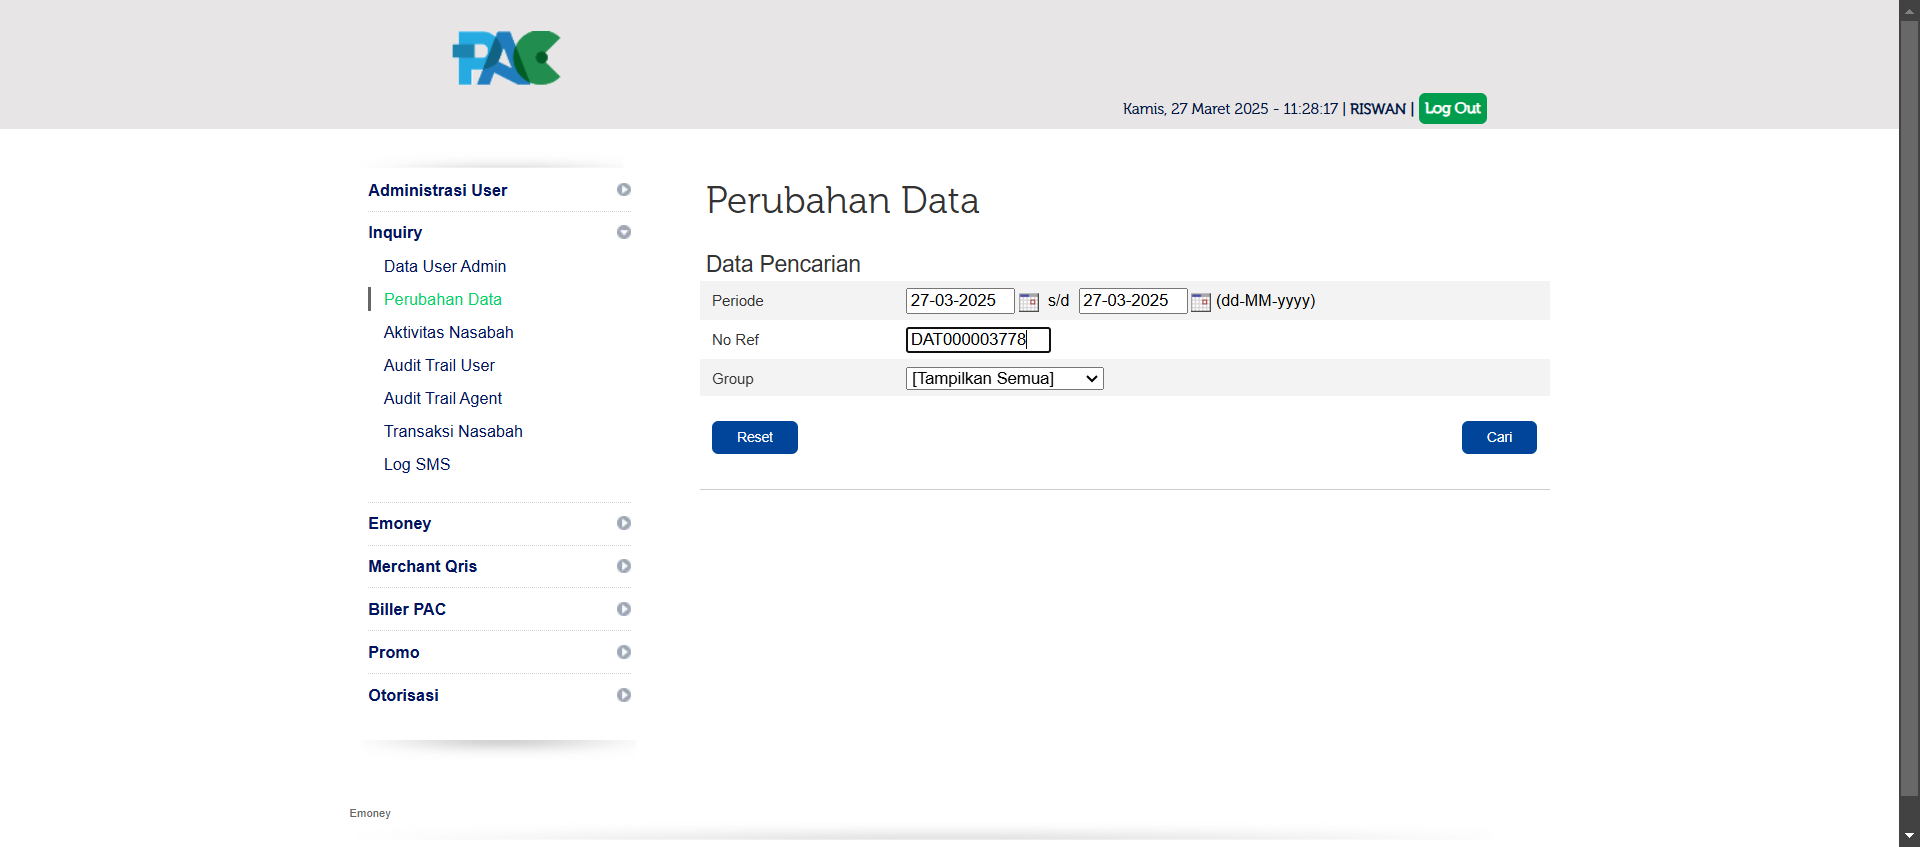 PAC
Kamis, 27 Maret 2025 - 11:28:17 | RISWAN | Log Out
Administrasi User
Inquiry
Data User Admin
Perubahan Data
Aktivitas Nasabah
Audit Trail User
Audit Trail Agent
Transaksi Nasabah
Log SMS
Emoney
Merchant Qris
Biller PAC
Promo
Otorisasi
Perubahan Data
Data Pencarian
Periode 27-03-2025 s/d 27-03-2025 (dd-MM-yyyy)
No Ref DAT000003778
Group [Tampilkan Semua]
Reset Cari
Emoney